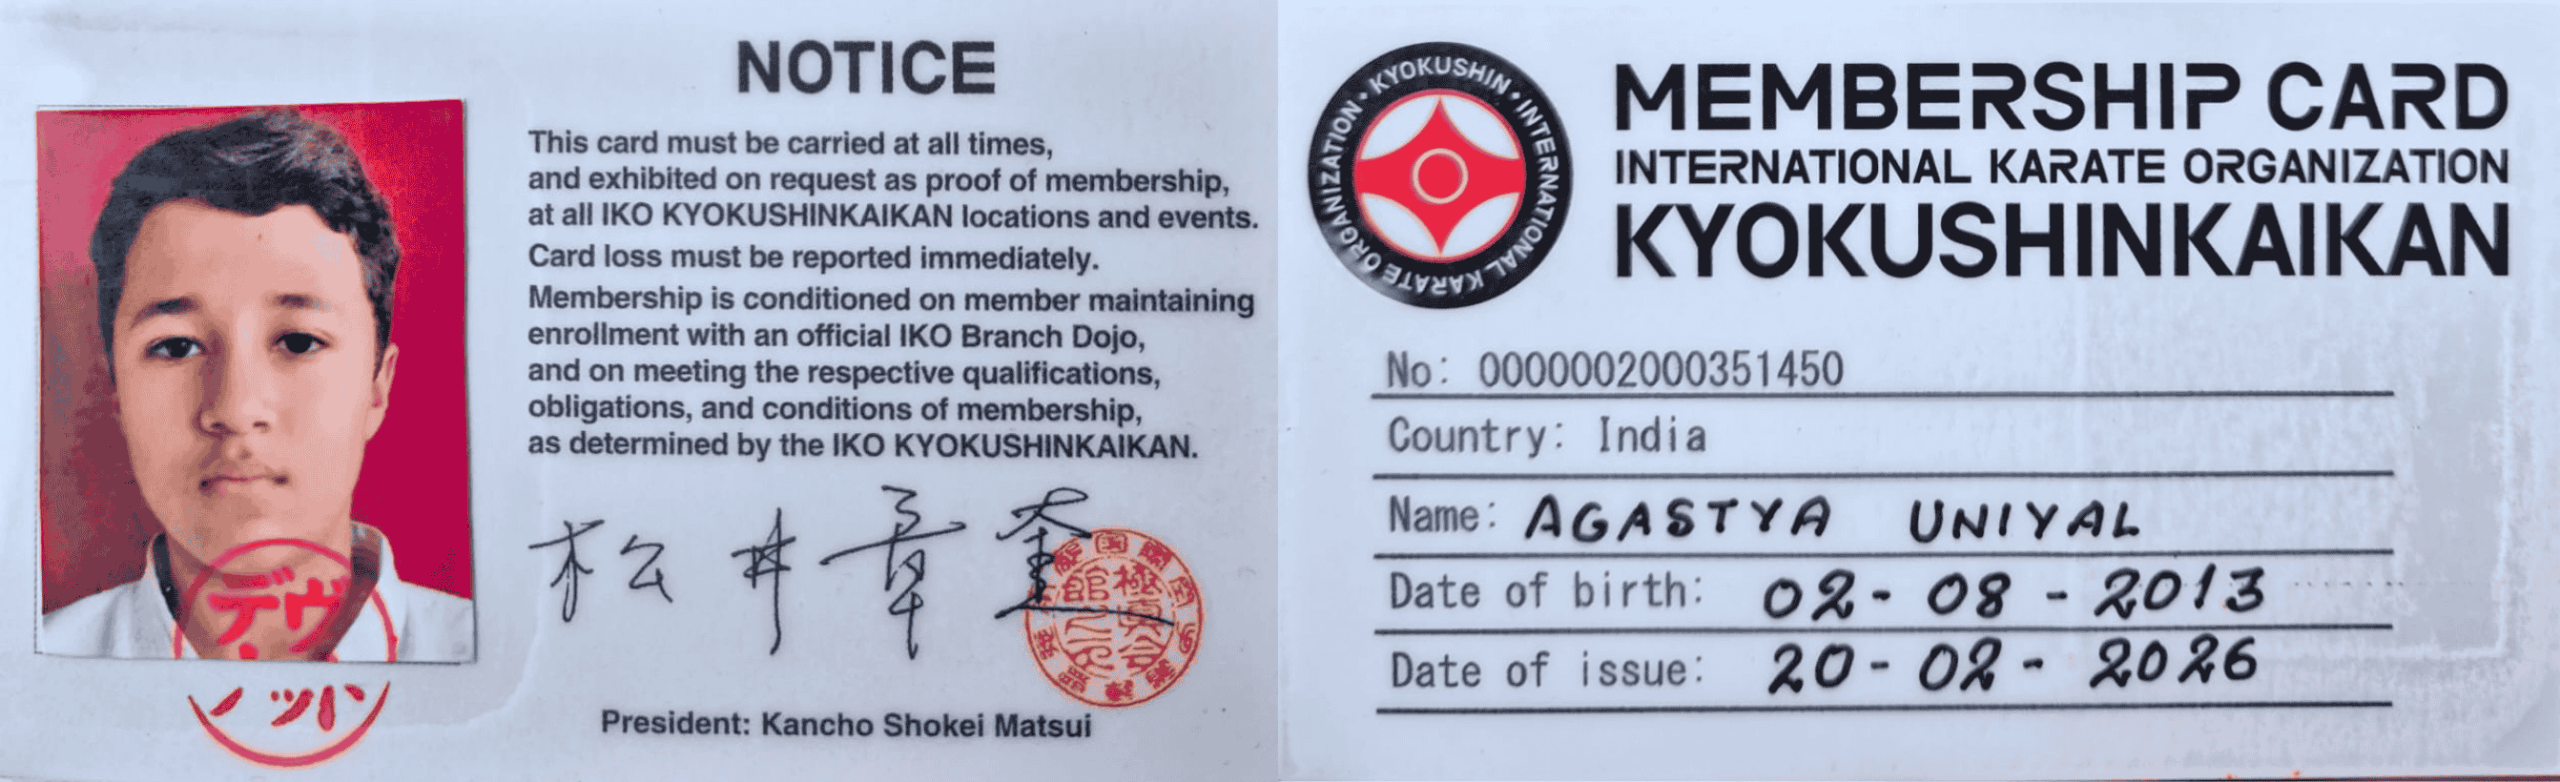 NOTICE
This card must be carried at all times,
and exhibited on request as proof of membership,
at all IKO KYOKUSHINKAIKAN locations and events.
Card loss must be reported immediately.
Membership is conditioned on member maintaining
enrollment with an official IKO Branch Dojo,
and on meeting the respective qualifications,
obligations, and conditions of membership,
as determined by the IKO KYOKUSHINKAIKAN.
松井章奎
President: Kancho Shokei Matsui
デヴ
KYOKUSHIN • INTERNATIONAL KARATE ORGANIZATION •
MEMBERSHIP CARD
INTERNATIONAL KARATE ORGANIZATION
KYOKUSHINKAIKAN
No: 0000002000351450
Country: India
Name: AGASTYA UNIYAL
Date of birth: 02-08-2013
Date of issue: 20-02-2026